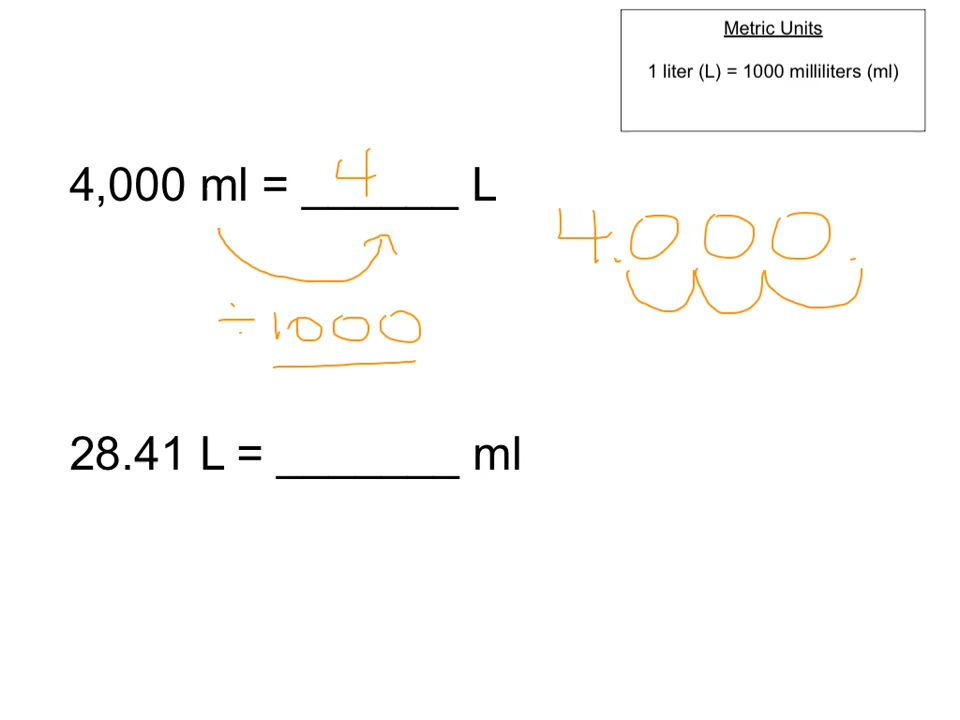 Metric Units
1 liter (L) = 1000 milliliters (ml)
4,000 ml = 4 L
4.000.
÷1000
28.41 L = _______ ml